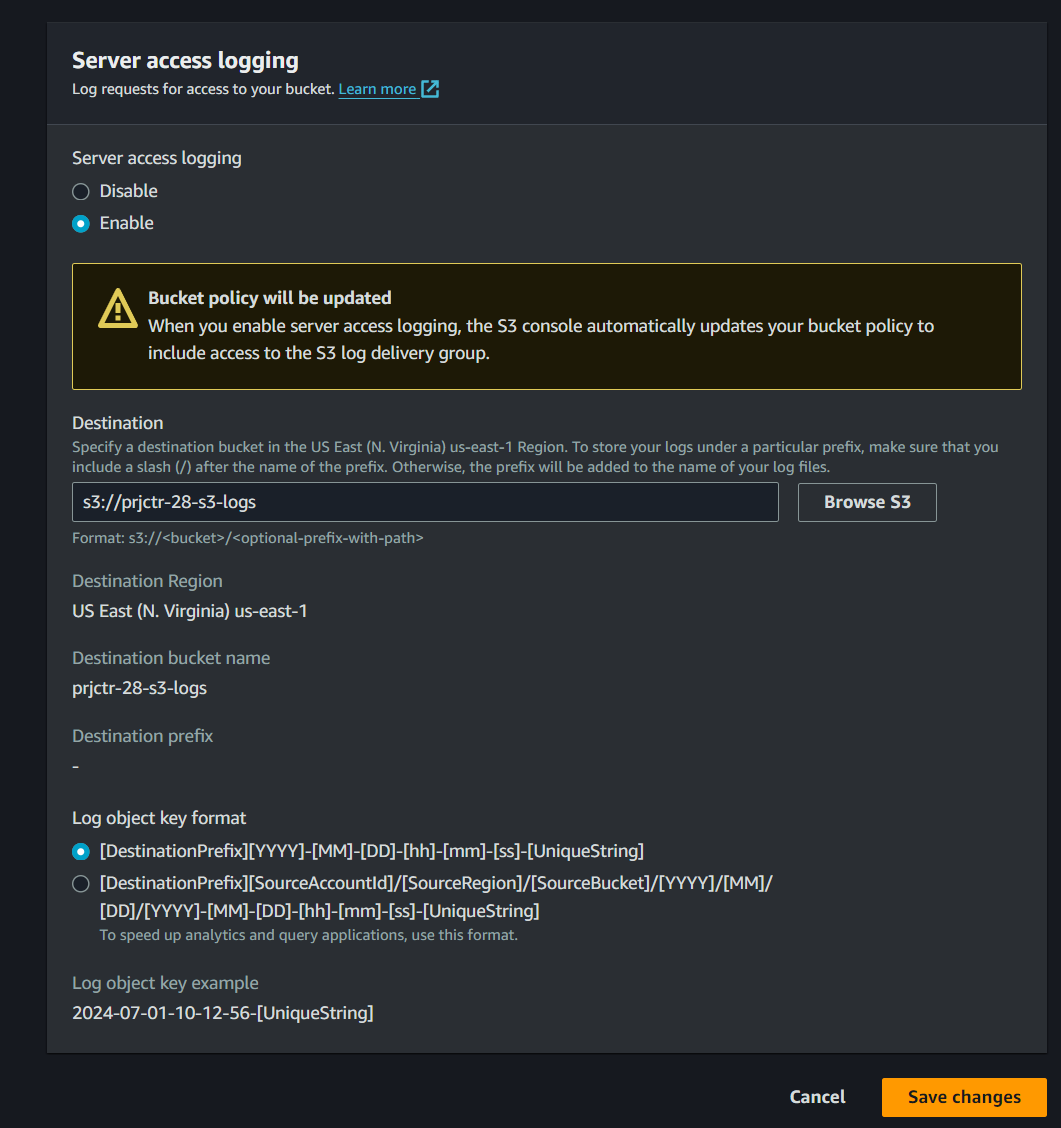 Server access logging
Log requests for access to your bucket. Learn more
Server access logging
Disable
Enable
Bucket policy will be updated
When you enable server access logging, the S3 console automatically updates your bucket policy to
include access to the S3 log delivery group.
Destination
Specify a destination bucket in the US East (N. Virginia) us-east-1 Region. To store your logs under a particular prefix, make sure that you
include a slash (/) after the name of the prefix. Otherwise, the prefix will be added to the name of your log files.
s3://prjctr-28-s3-logs
Browse S3
Format: s3://<bucket>/<optional-prefix-with-path>
Destination Region
US East (N. Virginia) us-east-1
Destination bucket name
prjctr-28-s3-logs
Destination prefix
-
Log object key format
[DestinationPrefix][YYYY]-[MM]-[DD]-[hh]-[mm]-[ss]-[UniqueString]
[DestinationPrefix][SourceAccountId]/[SourceRegion]/[SourceBucket]/[YYYY]/[MM]/
[DD]/[YYYY]-[MM]-[DD]-[hh]-[mm]-[ss]-[UniqueString]
To speed up analytics and query applications, use this format.
Log object key example
2024-07-01-10-12-56-[UniqueString]
Cancel
Save changes